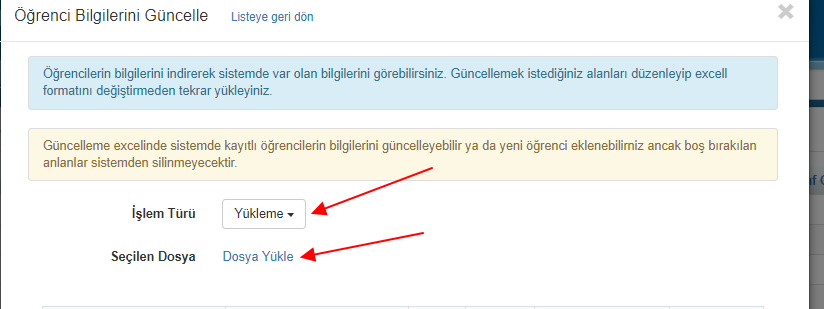 Öğrenci Bilgilerini Güncelle Listeye geri dön
Öğrencilerin bilgilerini indirerek sistemde var olan bilgileri görebilirsiniz. Güncellemek istediğiniz alanları düzenleyip excell
formatını değiştirmeden tekrar yükleyiniz.
Güncelleme excelinde sistemde kayıtlı öğrencilerin bilgilerini güncelleyebilir ya da yeni öğrenci eklenebilirniz ancak boş bırakılan
anlanlar sistemden silinmeyecektir.
İşlem Türü Yükleme
Seçilen Dosya Dosya Yükle